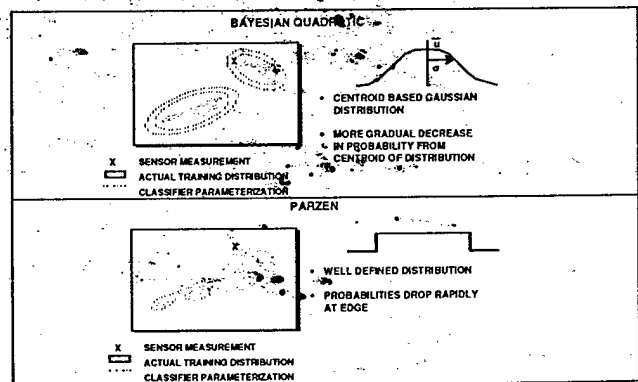 BAYESIAN QUADRATIC
X
ū
σ
• CENTROID BASED GAUSSIAN
DISTRIBUTION
• MORE GRADUAL DECREASE
IN PROBABILITY FROM
CENTROID OF DISTRIBUTION
X SENSOR MEASUREMENT
ACTUAL TRAINING DISTRIBUTION
CLASSIFIER PARAMETERIZATION
PARZEN
X
• WELL DEFINED DISTRIBUTION
• PROBABILITIES DROP RAPIDLY
AT EDGE
X SENSOR MEASUREMENT
ACTUAL TRAINING DISTRIBUTION
CLASSIFIER PARAMETERIZATION